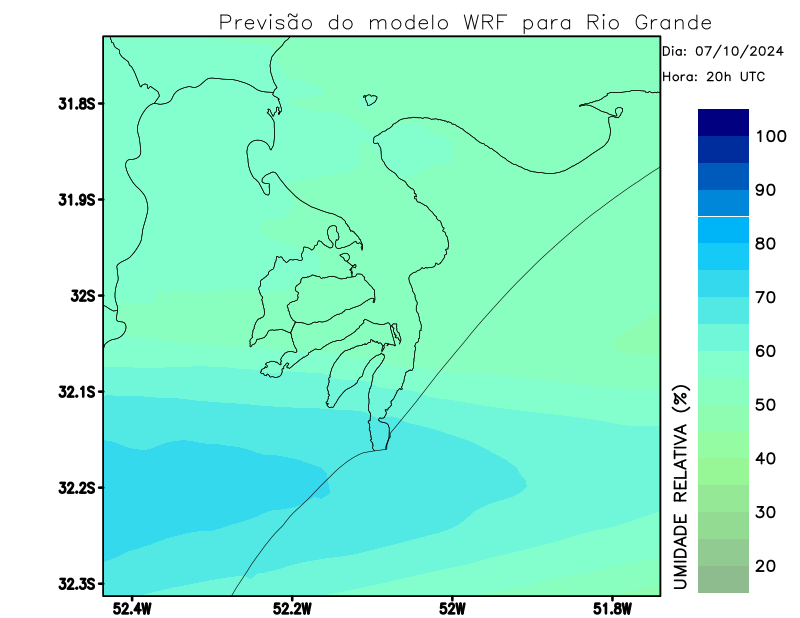 Previsão do modelo WRF para Rio Grande
Dia: 07/10/2024
Hora: 20h UTC
31.8S
31.9S
32S
32.1S
32.2S
32.3S
52.4W
52.2W
52W
51.8W
UMIDADE RELATIVA (%)
100
90
80
70
60
50
40
30
20